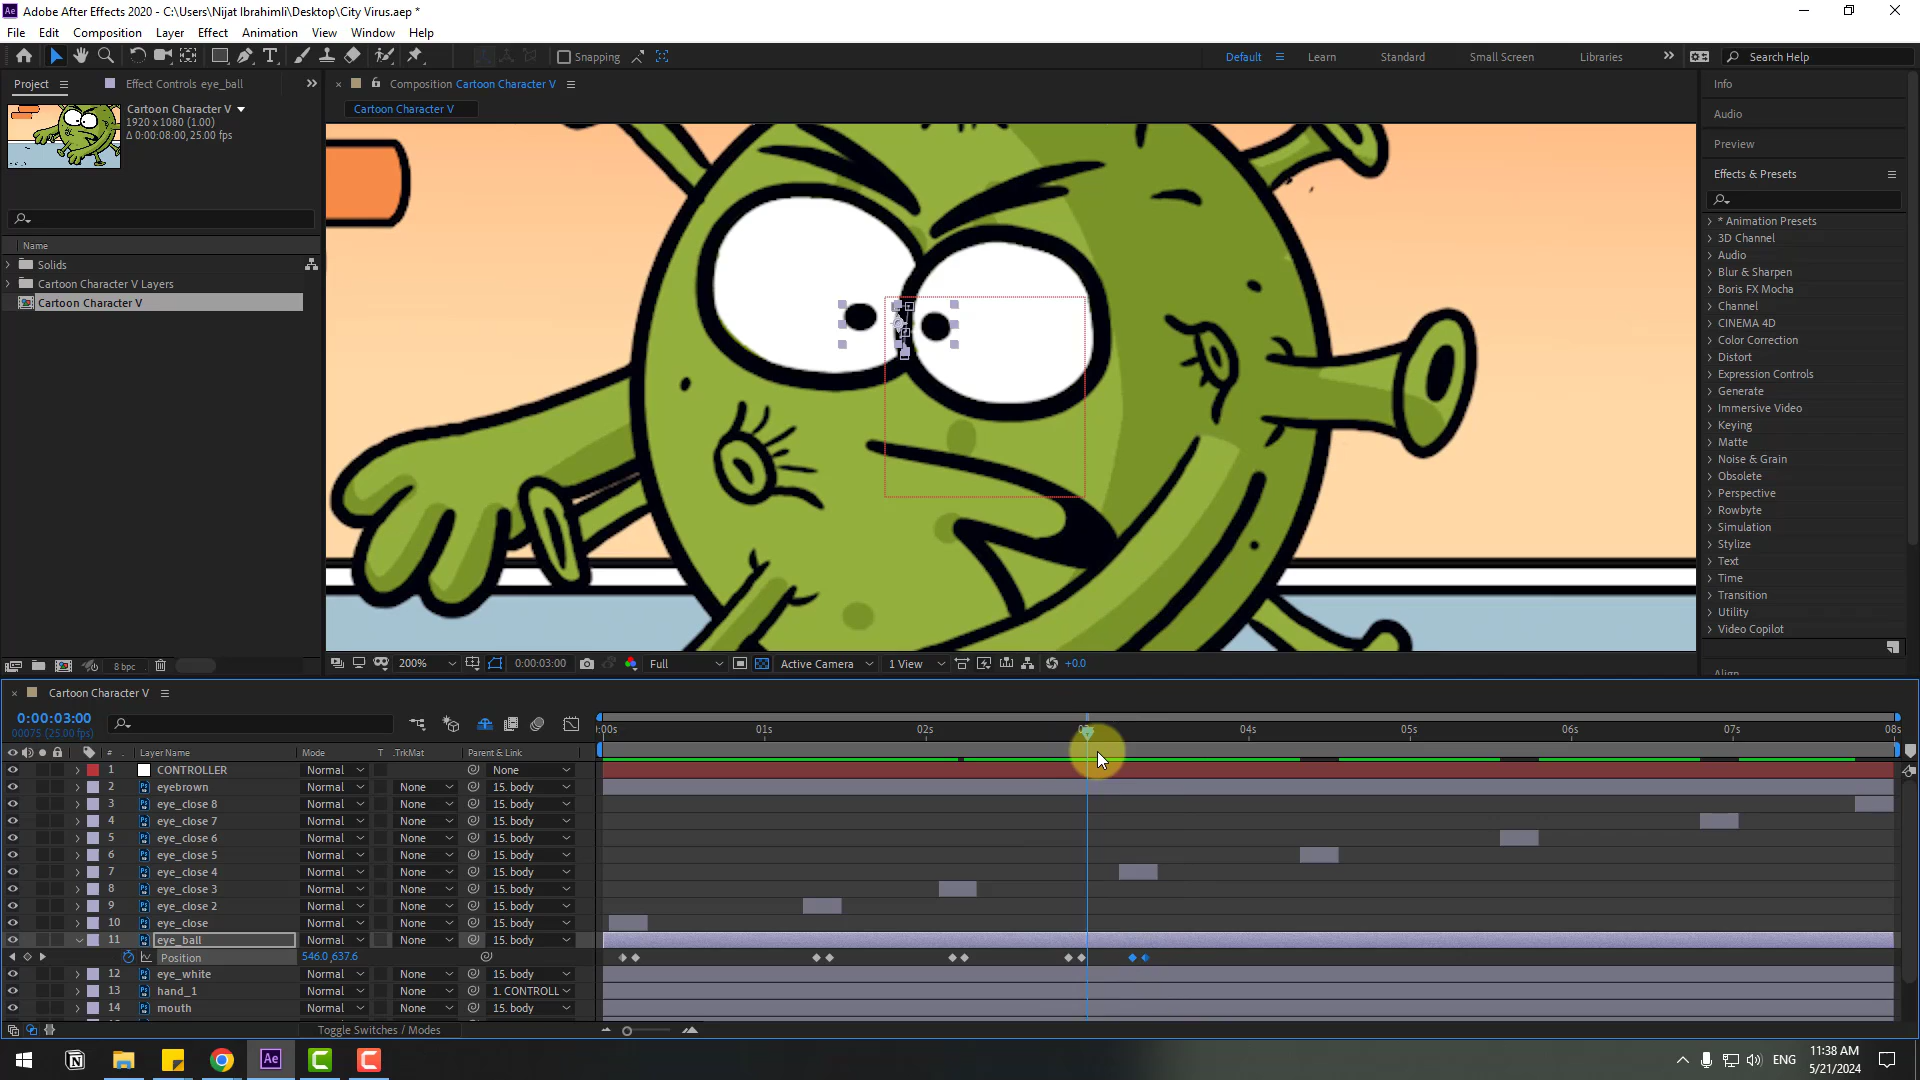 Adobe After Effects 2020 - C:\Users\Nijat Ibrahimli\Desktop\City Virus.aep *
File Edit Composition Layer Effect Animation View Window Help
Snapping
Default Learn Standard Small Screen Libraries Search Help
Project Effect Controls eye_ball
Composition Cartoon Character V
Info
Cartoon Character V
1920 x 1080 (1.00)
Δ 0:00:08:00, 25.00 fps
Cartoon Character V
Audio
Preview
Effects & Presets
* Animation Presets
3D Channel
Audio
Blur & Sharpen
Boris FX Mocha
Channel
CINEMA 4D
Color Correction
Distort
Expression Controls
Generate
Immersive Video
Keying
Matte
Noise & Grain
Obsolete
Perspective
Rowbyte
Simulation
Stylize
Text
Time
Transition
Utility
Video Copilot
Align
Name
Solids
Cartoon Character V Layers
Cartoon Character V
8 bpc
200% 0:00:03:00 Full Active Camera 1 View +0.0
Cartoon Character V
0:00:03:00
00075 (25.00 fps)
:00s 01s 02s 04s 05s 06s 07s 08s
# Layer Name Mode T .TrkMat Parent & Link
1 CONTROLLER Normal None
2 eyebrown Normal None 15. body
3 eye_close 8 Normal None 15. body
4 eye_close 7 Normal None 15. body
5 eye_close 6 Normal None 15. body
6 eye_close 5 Normal None 15. body
7 eye_close 4 Normal None 15. body
8 eye_close 3 Normal None 15. body
9 eye_close 2 Normal None 15. body
10 eye_close Normal None 15. body
11 eye_ball Normal None 15. body
Position 546.0,637.6
12 eye_white Normal None 15. body
13 hand_1 Normal None 1. CONTROLL
14 mouth Normal None 15. body
Toggle Switches / Modes
ENG
11:38 AM
5/21/2024